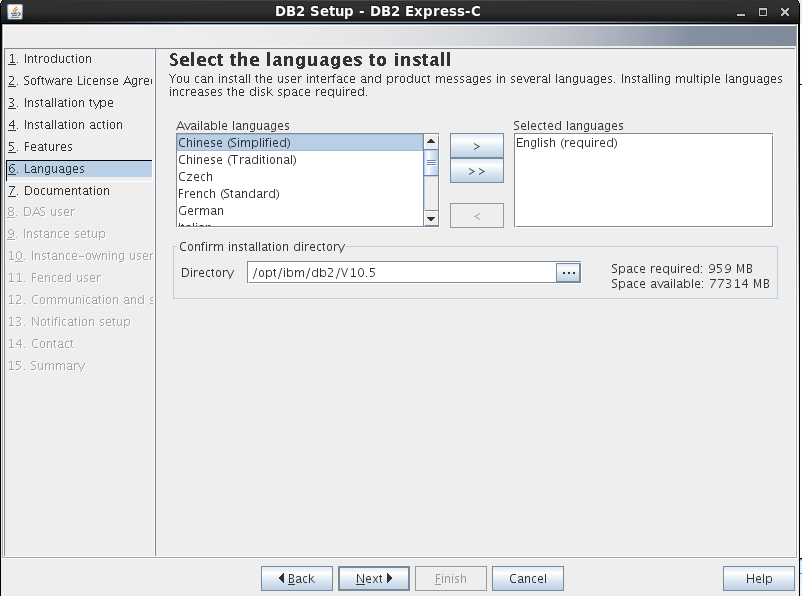 DB2 Setup - DB2 Express-C
1. Introduction
2. Software License Agre
3. Installation type
4. Installation action
5. Features
6. Languages
7. Documentation
8. DAS user
9. Instance setup
10. Instance-owning user
11. Fenced user
12. Communication and s
13. Notification setup
14. Contact
15. Summary
Select the languages to install
You can install the user interface and product messages in several languages. Installing multiple languages
increases the disk space required.
Available languages
Chinese (Simplified)
Chinese (Traditional)
Czech
French (Standard)
German
>
>>
<
Selected languages
English (required)
Confirm installation directory
Directory
/opt/ibm/db2/V10.5
...
Space required: 959 MB
Space available: 77314 MB
Back
Next
Finish
Cancel
Help